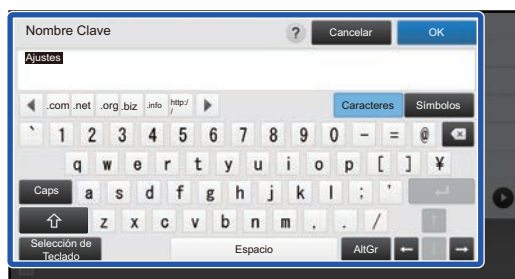 Nombre Clave ? Cancelar OK
Ajustes
.com .net .org .biz .info http:/
/ Caracteres Símbolos
` 1 2 3 4 5 6 7 8 9 0 - = @
q w e r t y u i o p [ ] ¥
Caps a s d f g h j k l ; '
z x c v b n m , . /
Selección de
Teclado Espacio AltGr